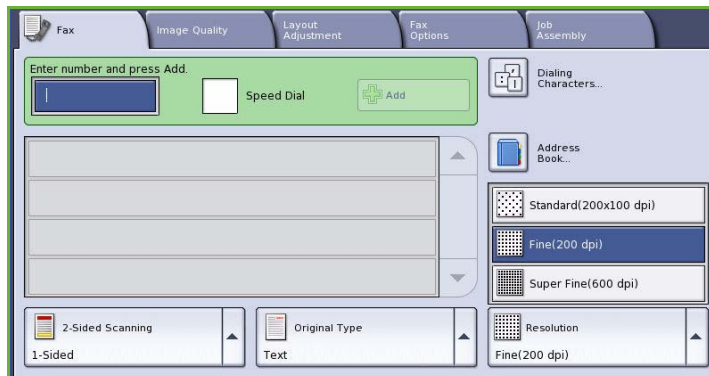 Fax
Image Quality
Layout
Adjustment
Fax
Options
Job
Assembly
Enter number and press Add.
Speed Dial
Add
Dialing
Characters...
Address
Book...
Standard(200x100 dpi)
Fine(200 dpi)
Super Fine(600 dpi)
2-Sided Scanning
1-Sided
Original Type
Text
Resolution
Fine(200 dpi)